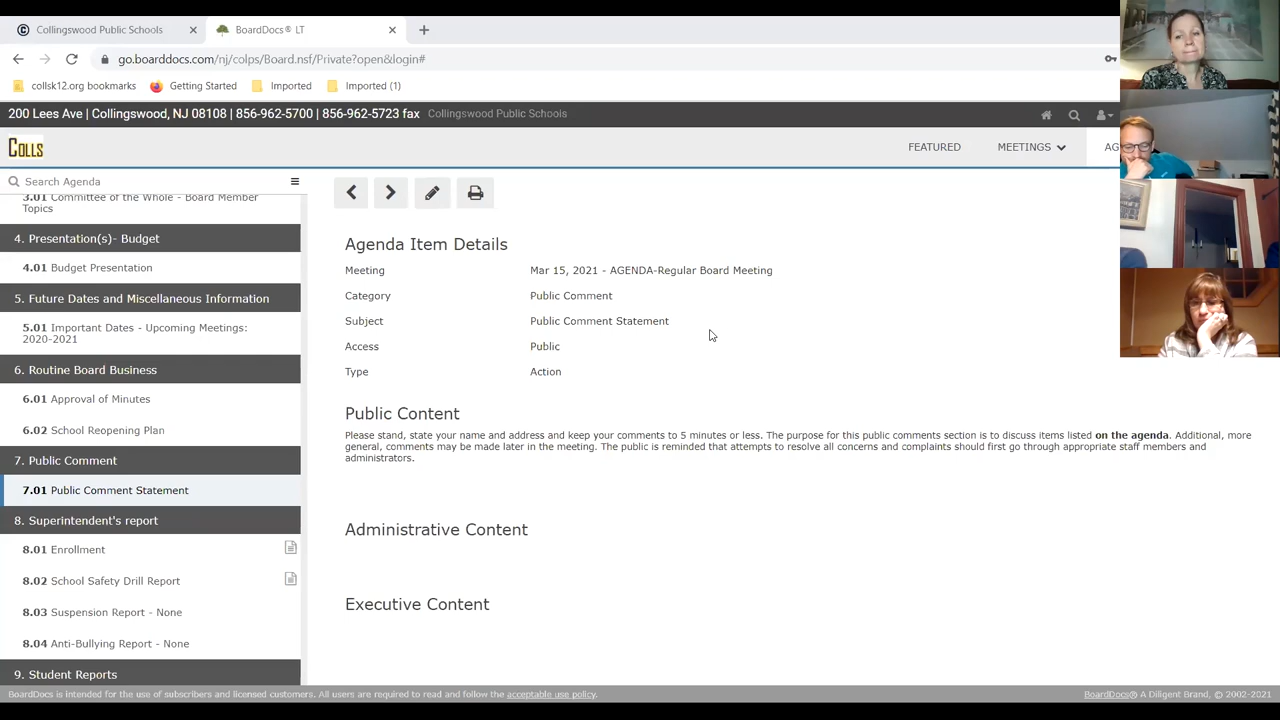 Collingswood Public Schools
BoardDocs® LT
go.boarddocs.com/nj/colps/Board.nsf/Private?open&login#
collsk12.org bookmarks
Getting Started
Imported
Imported (1)
200 Lees Ave | Collingswood, NJ 08108 | 856-962-5700 | 856-962-5723 fax Collingswood Public Schools
COLLS
FEATURED
MEETINGS
AG
Search Agenda
3.01 Committee of the Whole - Board Member
Topics
4. Presentation(s)- Budget
4.01 Budget Presentation
5. Future Dates and Miscellaneous Information
5.01 Important Dates - Upcoming Meetings:
2020-2021
6. Routine Board Business
6.01 Approval of Minutes
6.02 School Reopening Plan
7. Public Comment
7.01 Public Comment Statement
8. Superintendent's report
8.01 Enrollment
8.02 School Safety Drill Report
8.03 Suspension Report - None
8.04 Anti-Bullying Report - None
9. Student Reports
Agenda Item Details
Meeting Mar 15, 2021 - AGENDA-Regular Board Meeting
Category Public Comment
Subject Public Comment Statement
Access Public
Type Action
Public Content
Please stand, state your name and address and keep your comments to 5 minutes or less. The purpose for this public comments section is to discuss items listed on the agenda. Additional, more
general, comments may be made later in the meeting. The public is reminded that attempts to resolve all concerns and complaints should first go through appropriate staff members and
administrators.
Administrative Content
Executive Content
BoardDocs is intended for the use of subscribers and licensed customers. All users are required to read and follow the acceptable use policy.
BoardDocs® A Diligent Brand, © 2002-2021